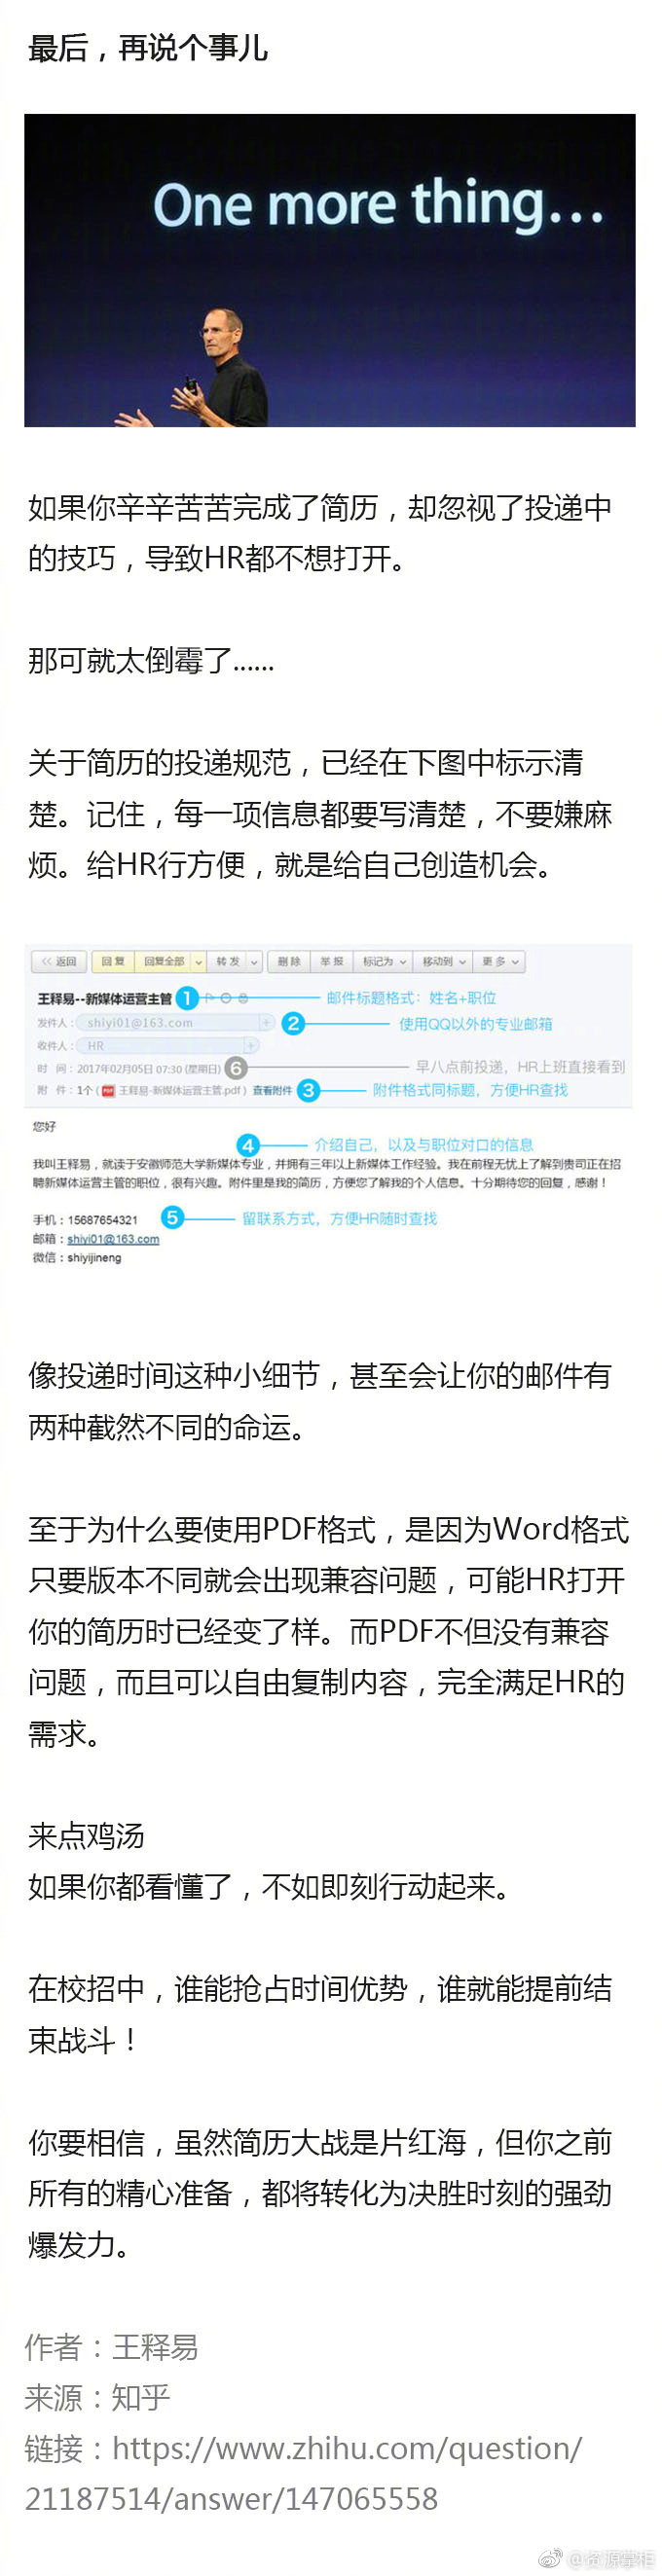 最后，再说个事儿
One more thing...
如果你辛辛苦苦完成了简历，却忽视了投递中
的技巧，导致HR都不想打开。
那可就太倒霉了......
关于简历的投递规范，已经在下图中标示清
楚。记住，每一项信息都要写清楚，不要嫌麻
烦。给HR行方便，就是给自己创造机会。
<< 返回 回复 回复全部 转发 删除 举报 标记为 移动到 更多
王释易--新媒体运营主管 1 邮件标题格式：姓名+职位
发件人： shiyi01@163.com + 2 使用QQ以外的专业邮箱
收件人： HR +
时 间：2017年02月05日 07:30 (星期日) 6 早八点前投递，HR上班直接看到
附 件：1个 ( PDF 王释易-新媒体运营主管.pdf ) 查看附件 3 附件格式同标题，方便HR查找
您好
4 介绍自己，以及与职位对口的信息
我叫王释易，就读于安徽师范大学新媒体专业，并拥有三年以上新媒体工作经验。我在前程无忧上了解到贵司正在招
聘新媒体运营主管的职位，很有兴趣。附件里是我的简历，方便您了解我的个人信息。十分期待您的回复，感谢！
手机：15687654321 5 留联系方式，方便HR随时查找
邮箱：shiyi01@163.com
微信：shiyijineng
像投递时间这种小细节，甚至会让你的邮件有
两种截然不同的命运。
至于为什么要使用PDF格式，是因为Word格式
只要版本不同就会出现兼容问题，可能HR打开
你的简历时已经变了样。而PDF不但没有兼容
问题，而且可以自由复制内容，完全满足HR的
需求。
来点鸡汤
如果你都看懂了，不如即刻行动起来。
在校招中，谁能抢占时间优势，谁就能提前结
束战斗！
你要相信，虽然简历大战是片红海，但你之前
所有的精心准备，都将转化为决胜时刻的强劲
爆发力。
作者：王释易
来源：知乎
链接：https://www.zhihu.com/question/
21187514/answer/147065558
@资源掌柜